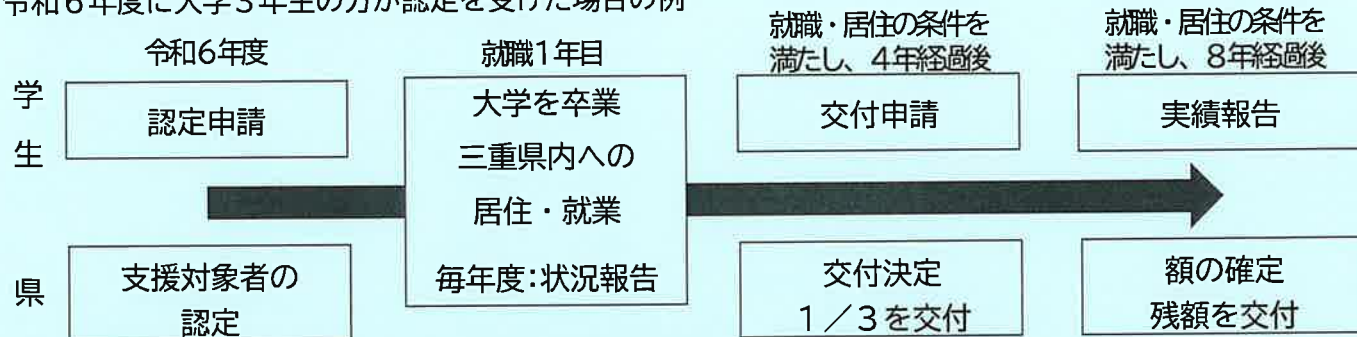 令和6年度に大学3年生の方が認定を受けた場合の例
令和6年度
就職1年目
就職・居住の条件を
満たし、4年経過後
就職・居住の条件を
満たし、8年経過後
学生
認定申請
大学を卒業
三重県内への
居住・就業
毎年度：状況報告
交付申請
実績報告
県
支援対象者の
認定
交付決定
1／3を交付
額の確定
残額を交付